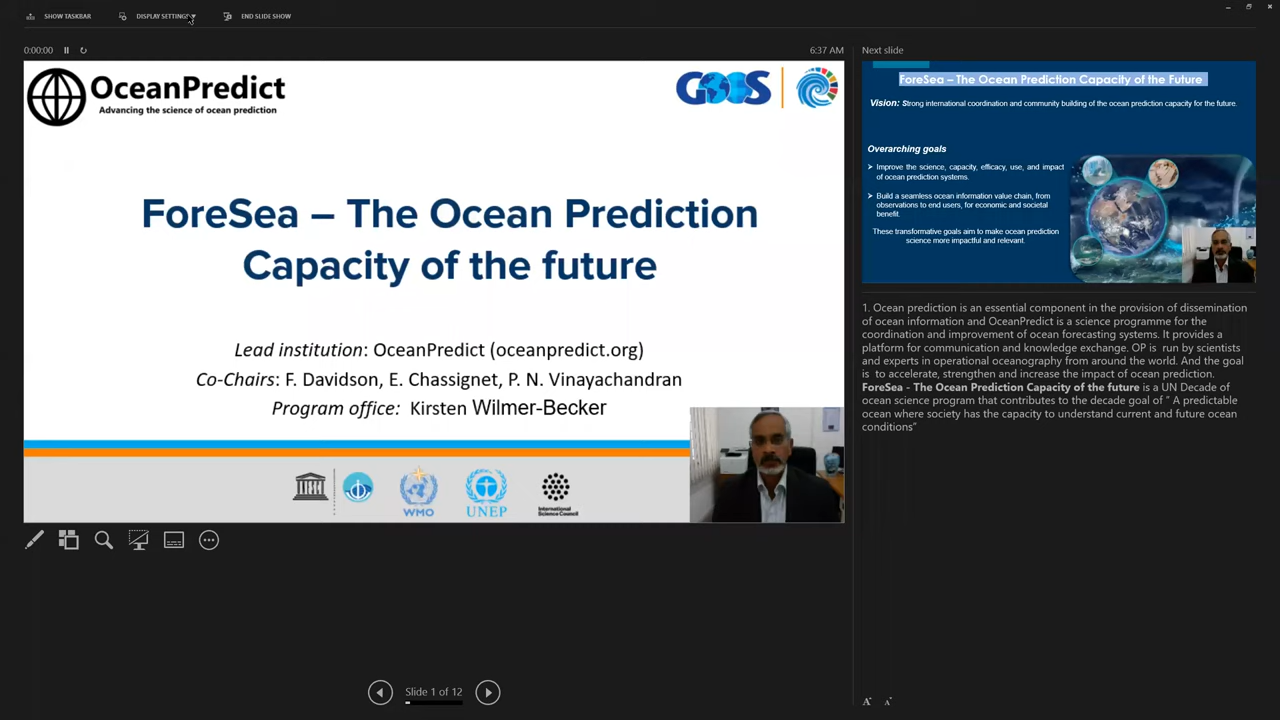 SHOW TASKBAR
DISPLAY SETTINGS
END SLIDE SHOW
0:00:00
6:37 AM
Next slide
OceanPredict
Advancing the science of ocean prediction
GOOS
ForeSea – The Ocean Prediction
Capacity of the future
Lead institution: OceanPredict (oceanpredict.org)
Co-Chairs: F. Davidson, E. Chassignet, P. N. Vinayachandran
Program office: Kirsten Wilmer-Becker
WMO
UNEP
International
Science Council
ForeSea – The Ocean Prediction Capacity of the Future
Vision: Strong international coordination and community building of the ocean prediction capacity for the future.
Overarching goals
Improve the science, capacity, efficacy, use, and impact
of ocean prediction systems.
Build a seamless ocean information value chain, from
observations to end users, for economic and societal
benefit.
These transformative goals aim to make ocean prediction
science more impactful and relevant.
1. Ocean prediction is an essential component in the provision of dissemination
of ocean information and OceanPredict is a science programme for the
coordination and improvement of ocean forecasting systems. It provides a
platform for communication and knowledge exchange. OP is run by scientists
and experts in operational oceanography from around the world. And the goal
is to accelerate, strengthen and increase the impact of ocean prediction.
ForeSea - The Ocean Prediction Capacity of the future is a UN Decade of
ocean science program that contributes to the decade goal of “ A predictable
ocean where society has the capacity to understand current and future ocean
conditions”
Slide 1 of 12
A A